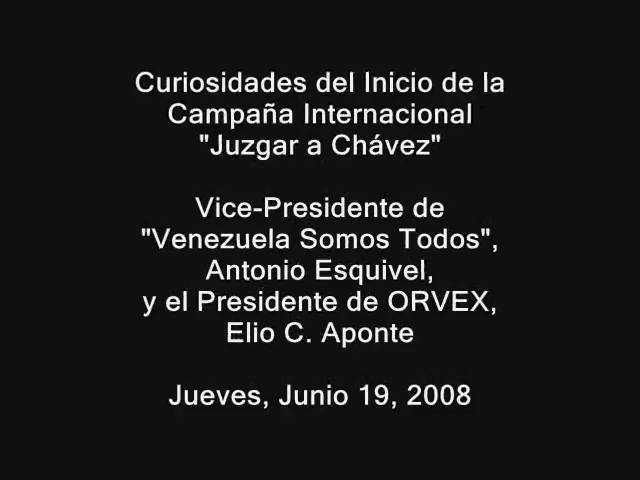 Curiosidades del Inicio de la
Campaña Internacional
"Juzgar a Chávez"
Vice-Presidente de
"Venezuela Somos Todos",
Antonio Esquivel,
y el Presidente de ORVEX,
Elio C. Aponte
Jueves, Junio 19, 2008